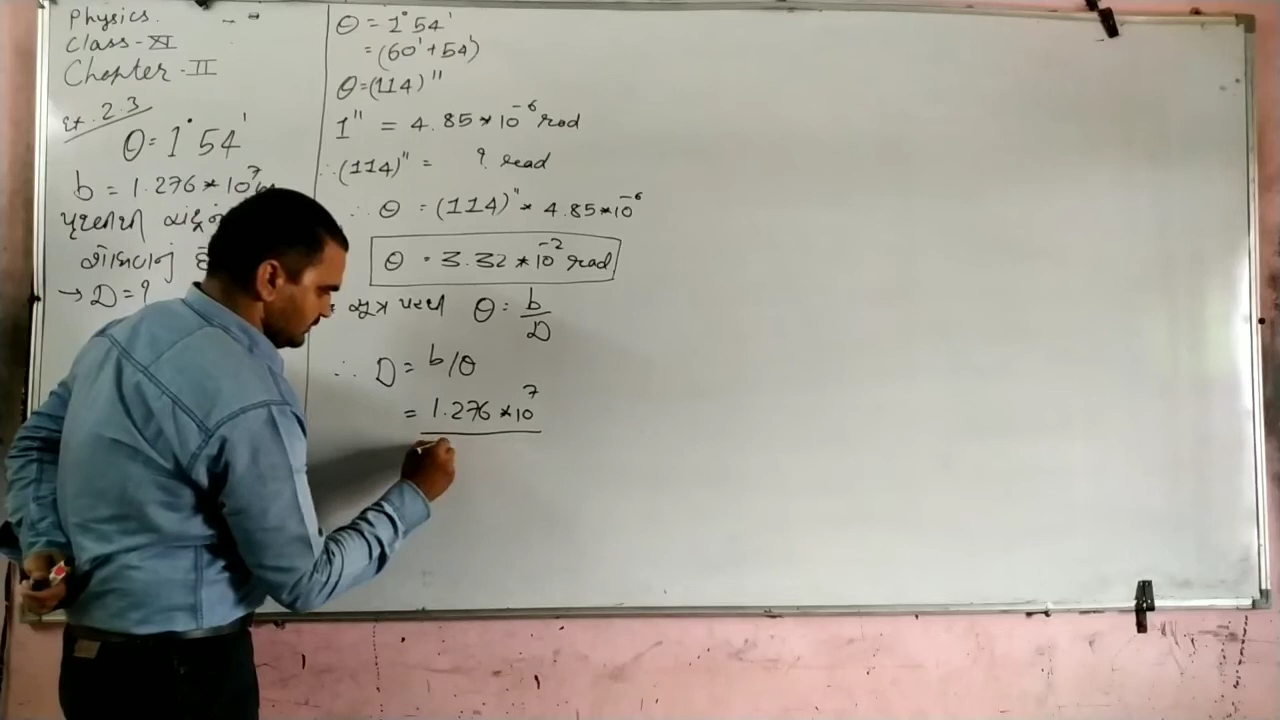 Physics.
Class-XI
Chapter-II
Ex. 2.3
θ=1°54'
b = 1.276*10⁷
પૃથ્વીથી ચંદ્રનું
→ D=?
θ=1°54'
=(60'+54')
θ=(114)''
1'' = 4.85*10⁻⁶ rad
∴(114)'' = ? read
∴ θ = (114)''* 4.85*10⁻⁶
θ = 3.32*10⁻² rad
સૂત્ર પરથી θ=b/D
∴ D=b/θ
= 1.276*10⁷